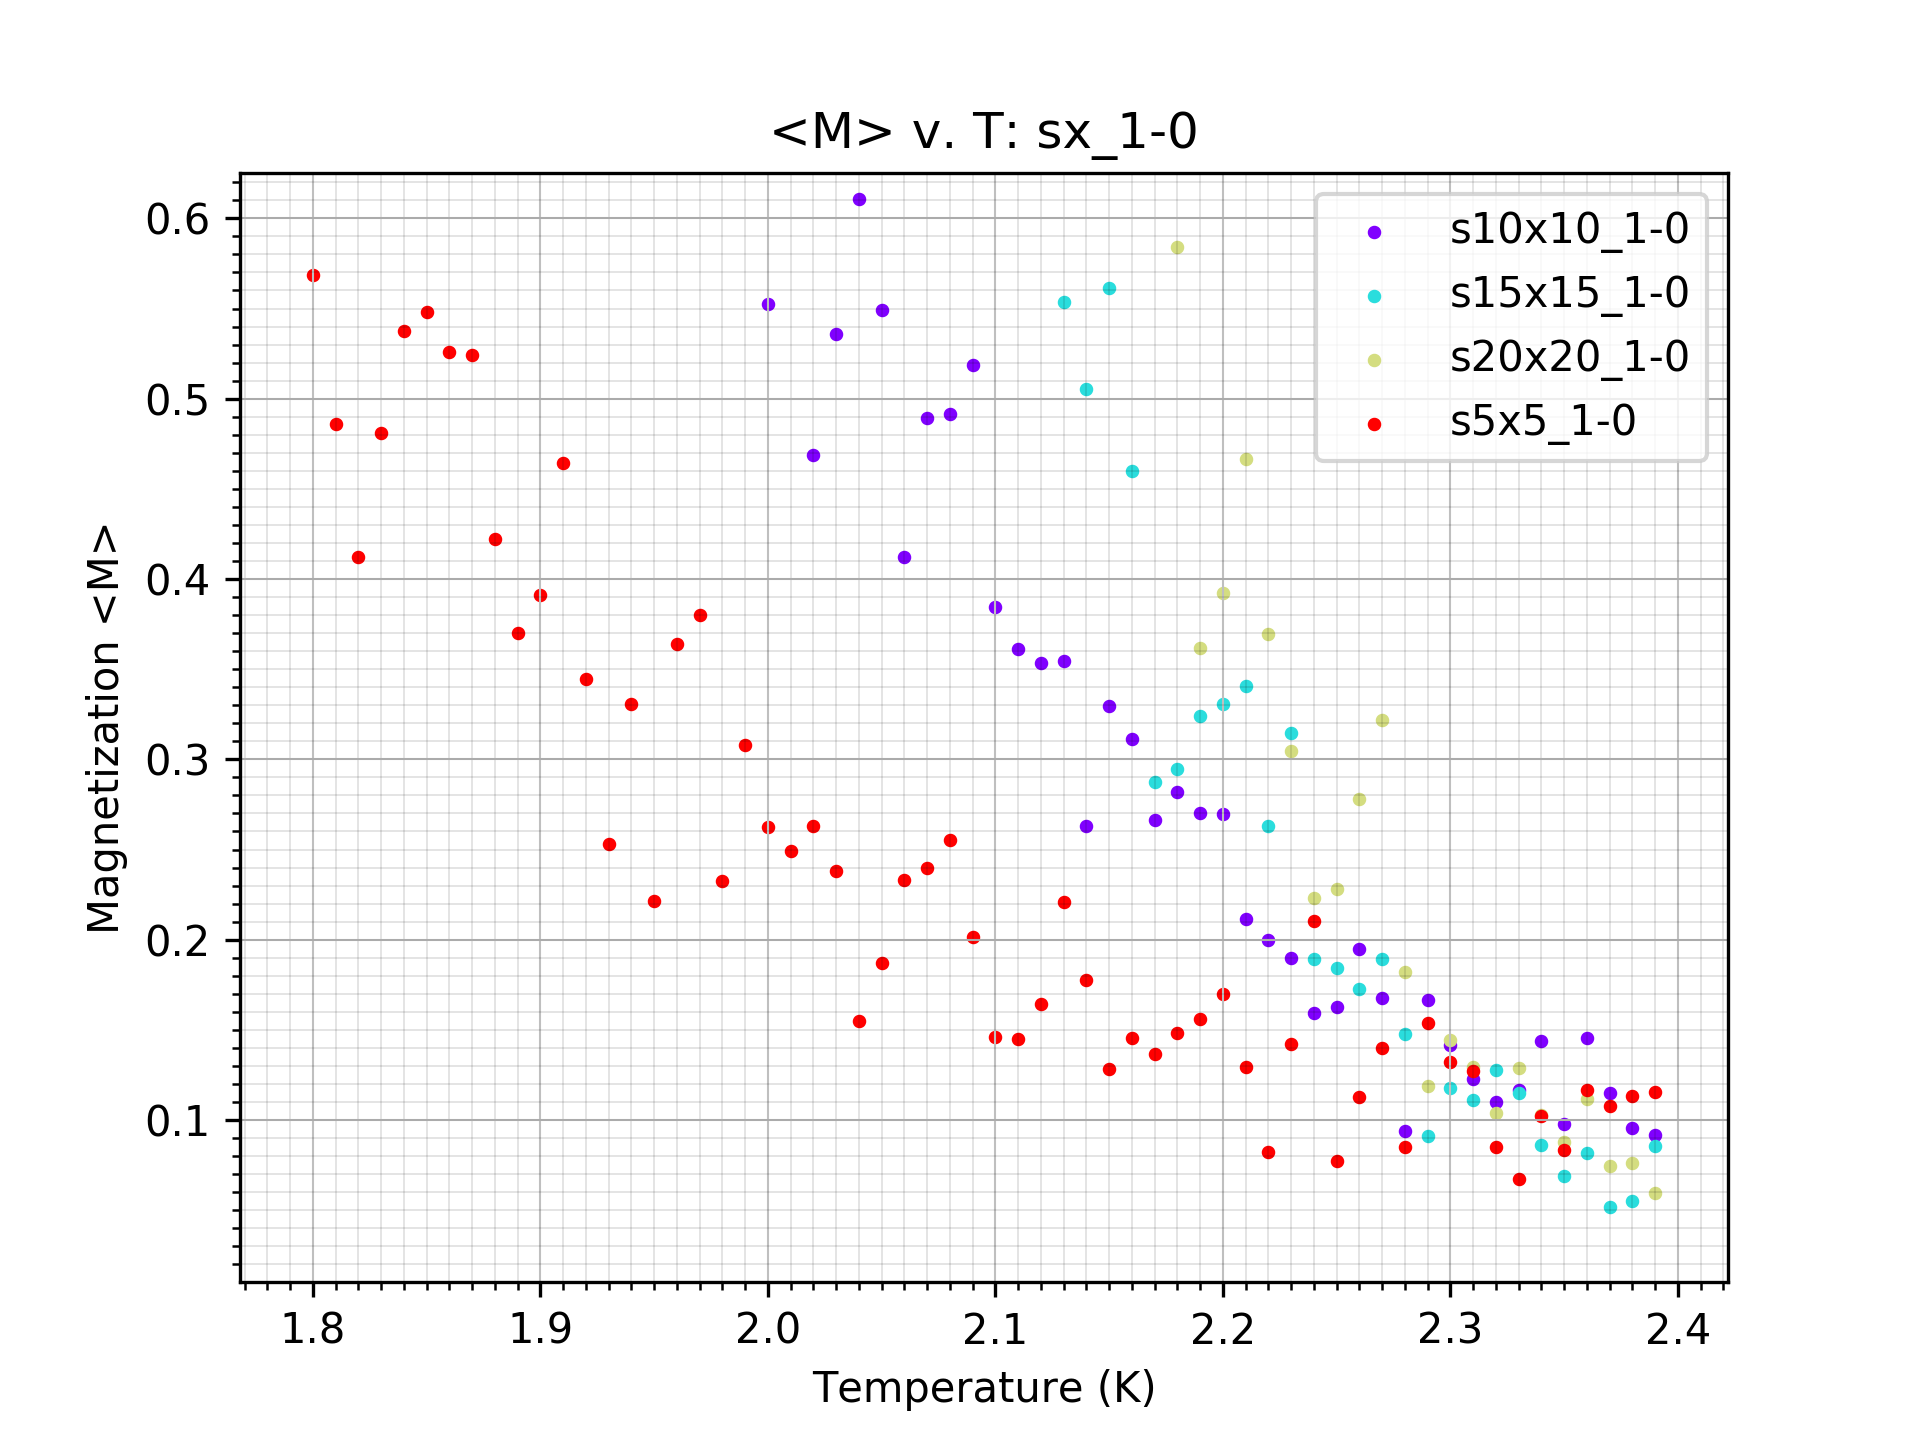 <M> v. T: sx_1-0
s10x10_1-0
s15x15_1-0
s20x20_1-0
s5x5_1-0
Magnetization <M>
0.6
0.5
0.4
0.3
0.2
0.1
1.8 1.9 2.0 2.1 2.2 2.3 2.4
Temperature (K)